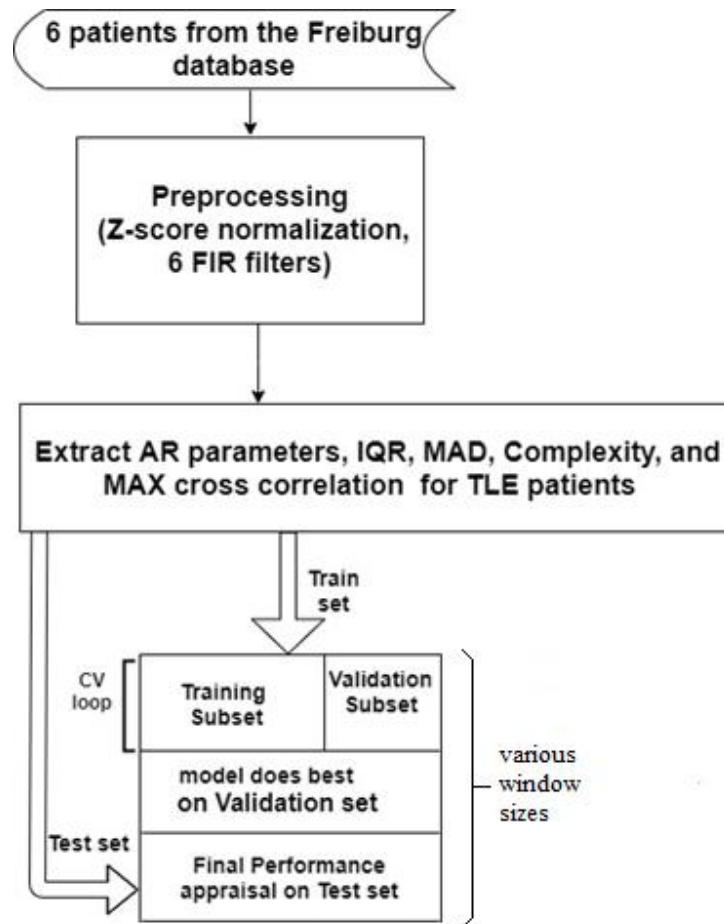 6 patients from the Freiburg
database
Preprocessing
(Z-score normalization,
6 FIR filters)
Extract AR parameters, IQR, MAD, Complexity, and
MAX cross correlation for TLE patients
Train
set
CV
loop
Training
Subset
Validation
Subset
model does best
on Validation set
various
window
sizes
Test set
Final Performance
appraisal on Test set